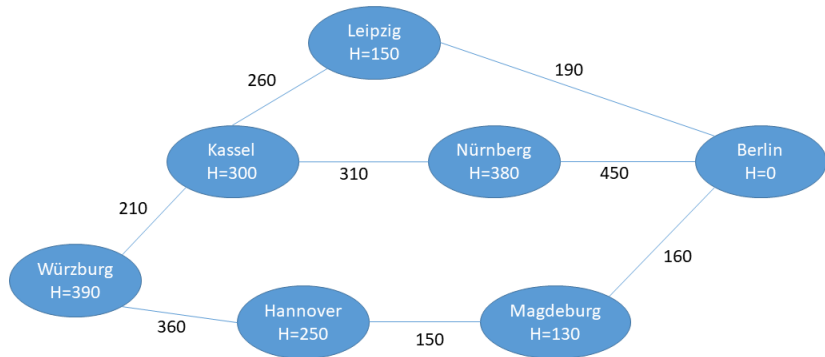 Leipzig
H=150
260
190
Kassel
H=300
310
Nürnberg
H=380
450
Berlin
H=0
210
160
Würzburg
H=390
360
Hannover
H=250
150
Magdeburg
H=130